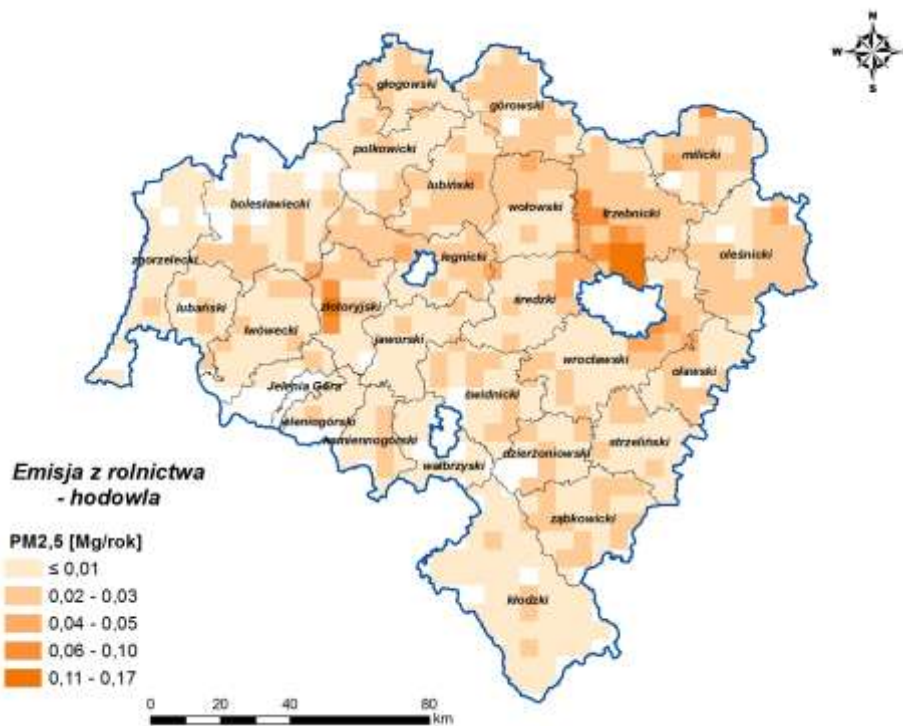 N
W E
S
głogowski
górowski
polkowicki
milicki
lubiński
bolesławiecki
wołowski
trzebnicki
zgorzelecki
legnicki
oleśnicki
lubański
złotoryjski
średzki
lwówecki
jaworski
wrocławski
oławski
Jelenia Góra
świdnicki
jeleniogórski
kamiennogórski
strzeliński
wałbrzyski
dzierżoniowski
ząbkowicki
kłodzki
Emisja z rolnictwa
- hodowla
PM2,5 [Mg/rok]
≤ 0,01
0,02 - 0,03
0,04 - 0,05
0,06 - 0,10
0,11 - 0,17
0 20 40 80
km